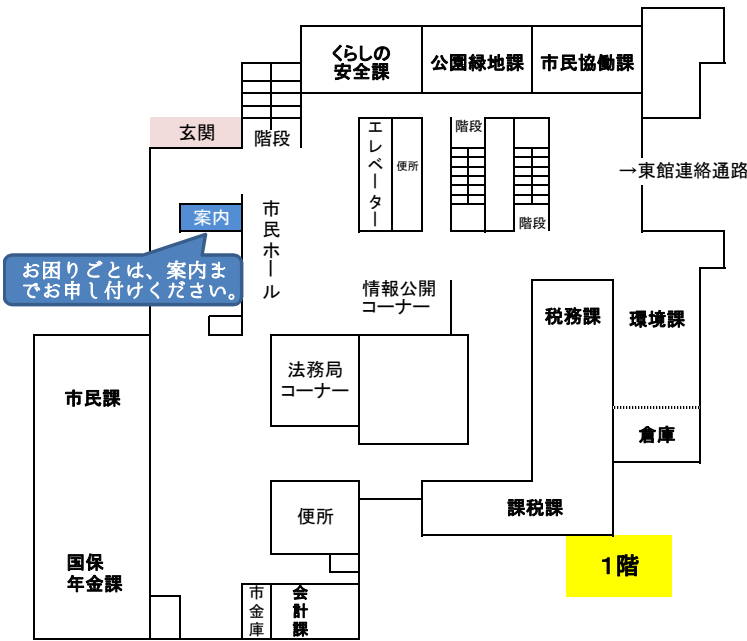 くらしの
安全課
公園緑地課
市民協働課
玄関
階段
エレベーター
便所
階段
階段
→東館連絡通路
案内
市民ホール
お困りごとは、案内ま
でお申し付けください。
情報公開
コーナー
税務課
環境課
法務局
コーナー
市民課
倉庫
便所
課税課
国保
年金課
1階
市金庫
会計課